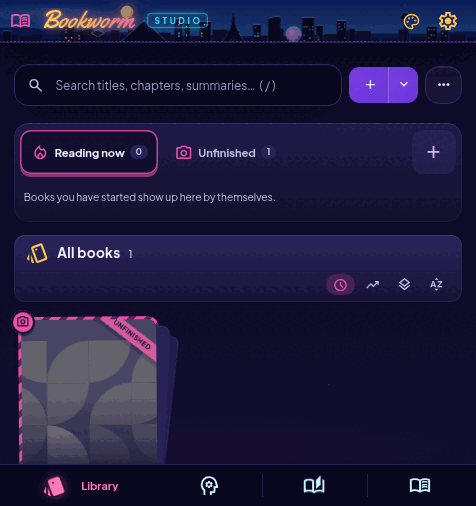 Bookworm STUDIO
Search titles, chapters, summaries... ( / )
Reading now 0 Unfinished 1
Books you have started show up here by themselves.
All books 1
AZ
UNFINISHED
Library